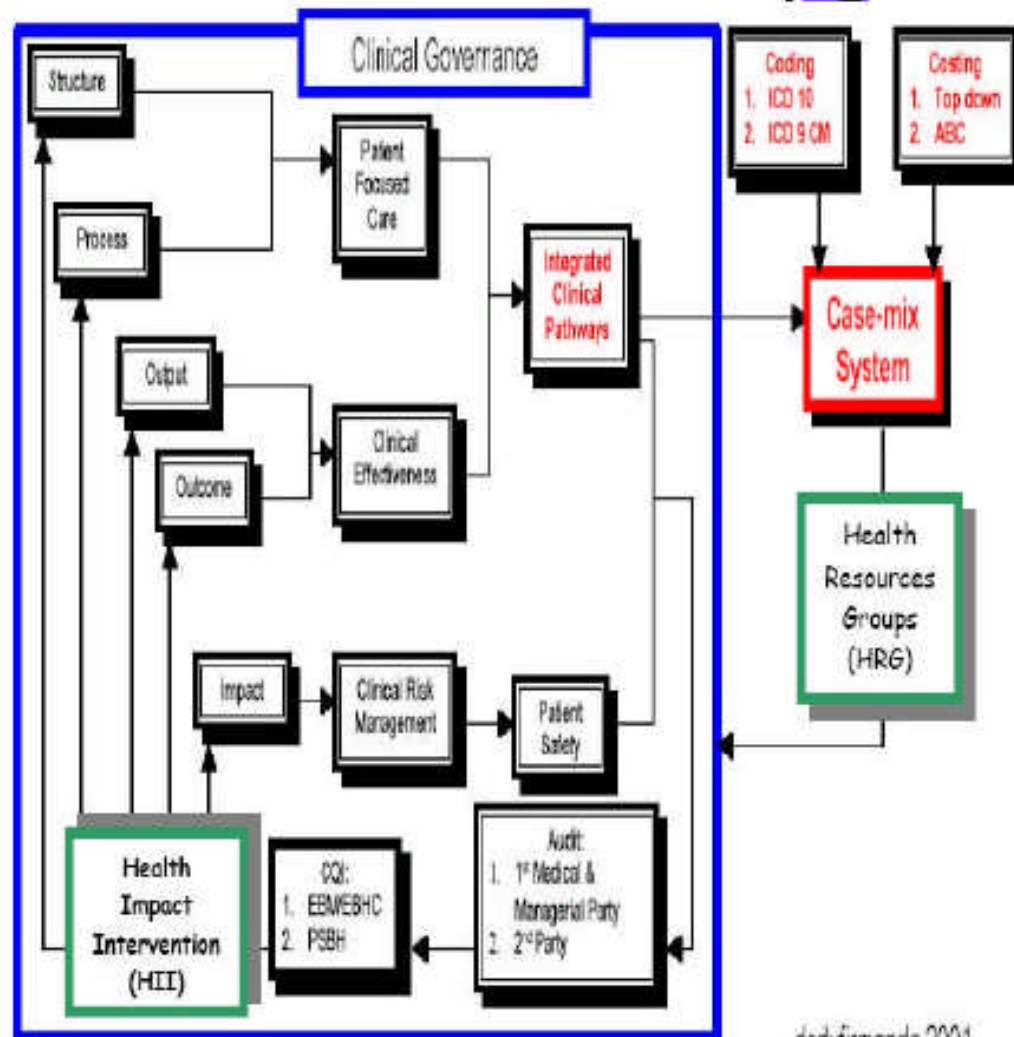 Clinical Governance
Structure
Process
Output
Outcome
Impact
Patient
Focused
Care
Clinical
Effectiveness
Clinical Risk
Management
Patient
Safety
Integrated
Clinical
Pathways
Coding
1. ICD 10
2. ICD 9 CM
Costing
1. Top down
2. ABC
Case-mix
System
Health
Resources
Groups
(HRG)
Health
Impact
Intervention
(HII)
CQI:
1. EBM/EBHC
2. PSBH
Audit:
1. 1st Medical &
Managerial Party
2. 2nd Party